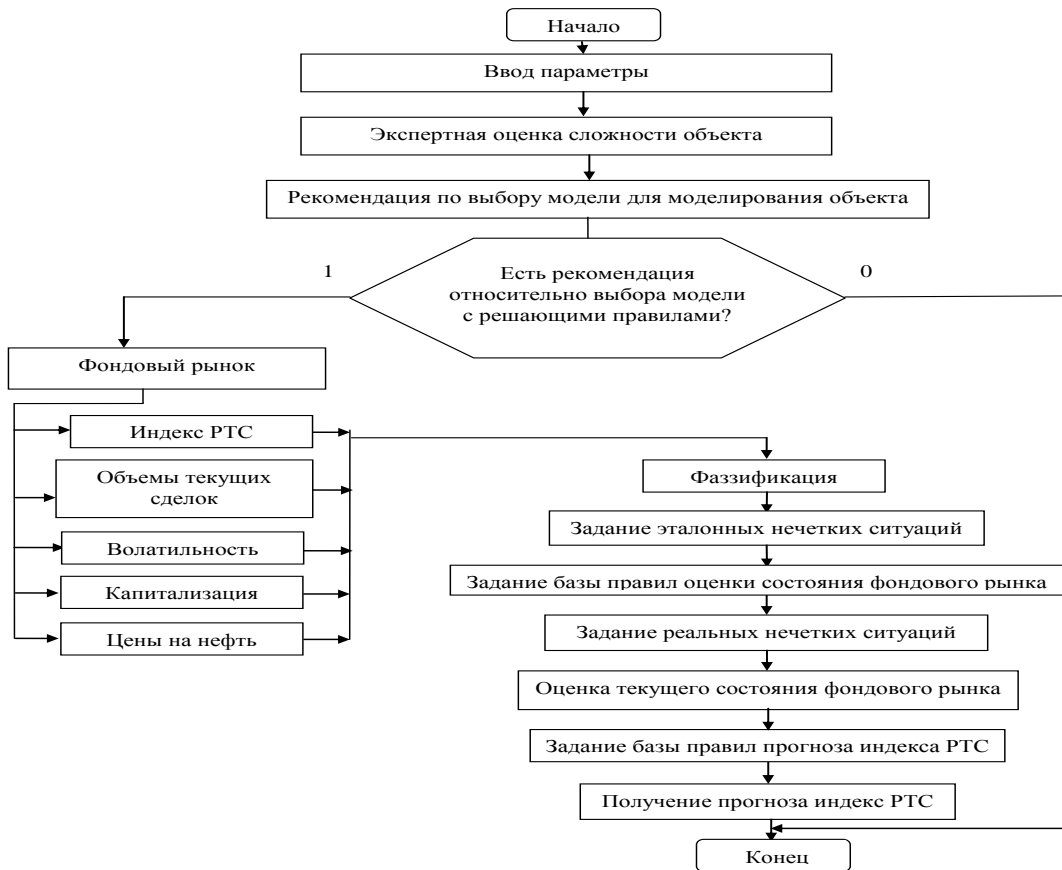 Начало
Ввод параметры
Экспертная оценка сложности объекта
Рекомендация по выбору модели для моделирования объекта
1
Есть рекомендация
относительно выбора модели
с решающими правилами?
0
Фондовый рынок
Индекс РТС
Объемы текущих
сделок
Волатильность
Капитализация
Цены на нефть
Фаззификация
Задание эталонных нечетких ситуаций
Задание базы правил оценки состояния фондового рынка
Задание реальных нечетких ситуаций
Оценка текущего состояния фондового рынка
Задание базы правил прогноза индекса РТС
Получение прогноза индекс РТС
Конец